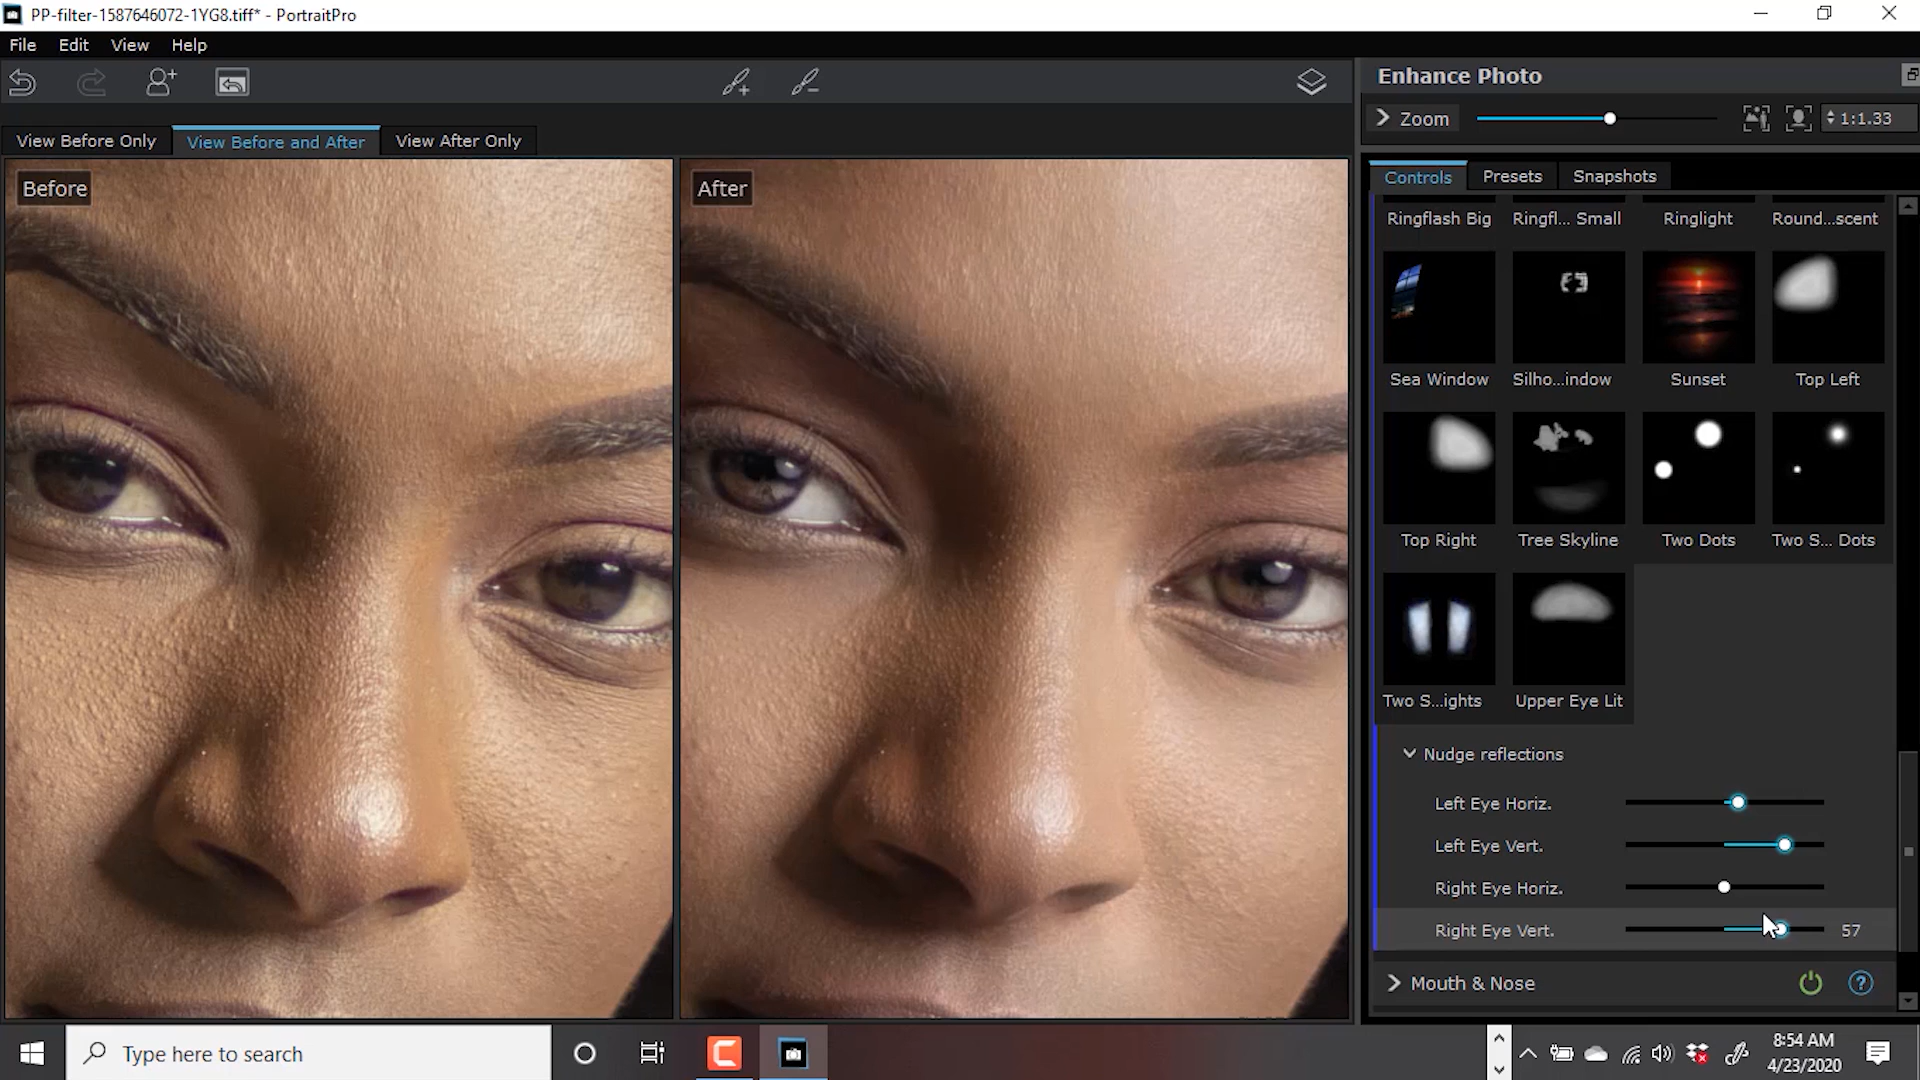 PP-filter-1587646072-1YG8.tiff* - PortraitPro
File Edit View Help
Enhance Photo
Zoom 1:1.33
View Before Only View Before and After View After Only
Controls Presets Snapshots
Before After
Ringflash Big Ringfl... Small Ringlight Round...scent
Sea Window Silho...indow Sunset Top Left
Top Right Tree Skyline Two Dots Two S... Dots
Two S...ights Upper Eye Lit
Nudge reflections
Left Eye Horiz.
Left Eye Vert.
Right Eye Horiz.
Right Eye Vert. 57
Mouth & Nose ?
Type here to search
8:54 AM
4/23/2020